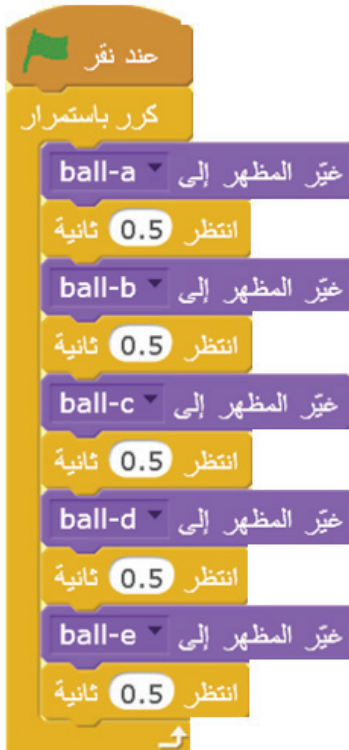 عند نقر
كرر باستمرار
غيّر المظهر إلى ball-a
انتظر 0.5 ثانية
غيّر المظهر إلى ball-b
انتظر 0.5 ثانية
غيّر المظهر إلى ball-c
انتظر 0.5 ثانية
غيّر المظهر إلى ball-d
انتظر 0.5 ثانية
غيّر المظهر إلى ball-e
انتظر 0.5 ثانية